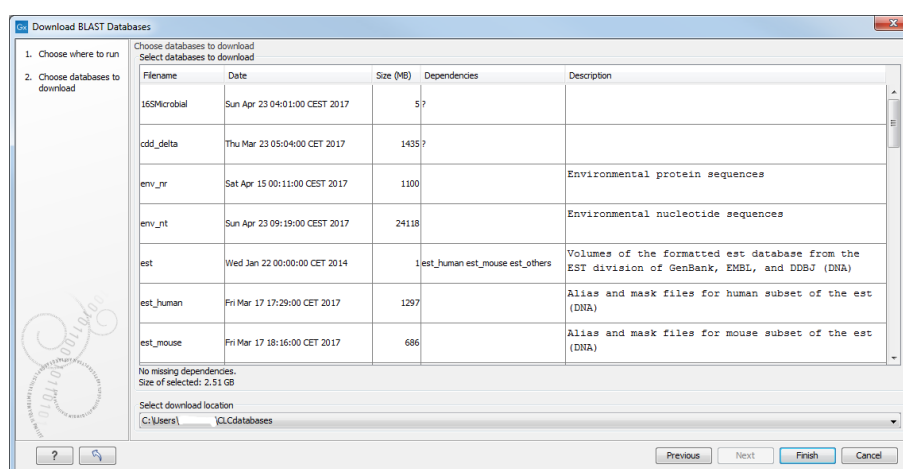 Gx Download BLAST Databases
1. Choose where to run
2. Choose databases to
download
Choose databases to download
Select databases to download
Filename Date Size (MB) Dependencies Description
16SMicrobial Sun Apr 23 04:01:00 CEST 2017 5 ?
cdd_delta Thu Mar 23 05:04:00 CET 2017 1435 ?
env_nr Sat Apr 15 00:11:00 CEST 2017 1100 Environmental protein sequences
env_nt Sun Apr 23 09:19:00 CEST 2017 24118 Environmental nucleotide sequences
est Wed Jan 22 00:00:00 CET 2014 1 est_human est_mouse est_others Volumes of the formatted est database from the
EST division of GenBank, EMBL, and DDBJ (DNA)
est_human Fri Mar 17 17:29:00 CET 2017 1297 Alias and mask files for human subset of the est
(DNA)
est_mouse Fri Mar 17 18:16:00 CET 2017 686 Alias and mask files for mouse subset of the est
(DNA)
No missing dependencies.
Size of selected: 2.51 GB
Select download location
C:\Users\ \CLCdatabases
? Previous Next Finish Cancel